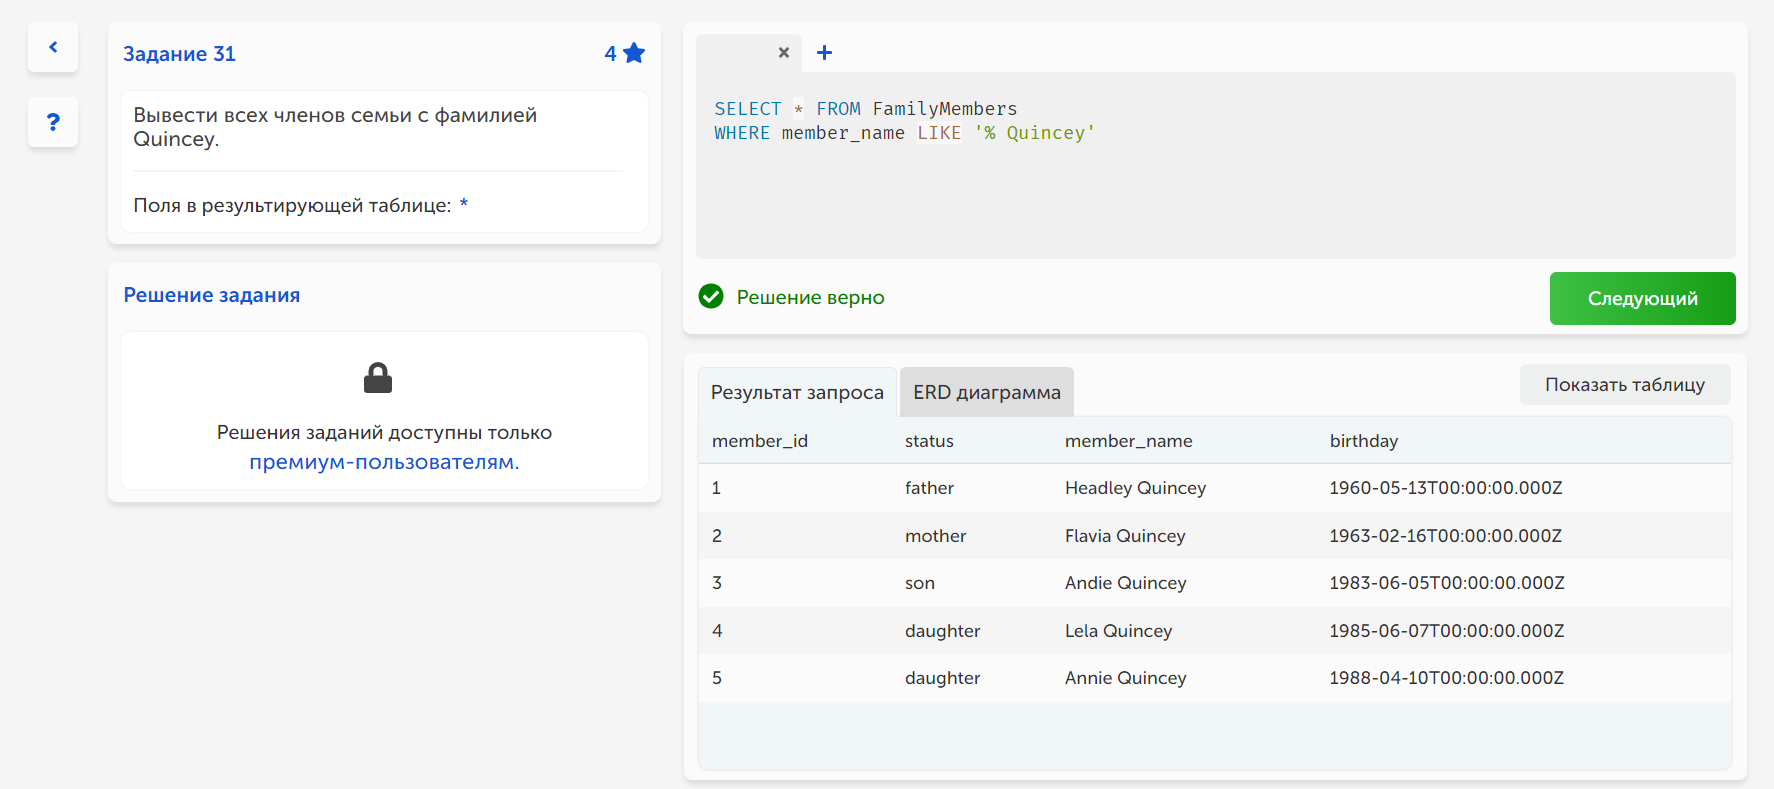 Задание 31
4
Вывести всех членов семьи с фамилией
Quincey.
Поля в результирующей таблице: *
Решение задания
Решения заданий доступны только
премиум-пользователям.
SELECT * FROM FamilyMembers
WHERE member_name LIKE '% Quincey'
Решение верно
Следующий
Результат запроса
ERD диаграмма
Показать таблицу
member_id status member_name birthday
1 father Headley Quincey 1960-05-13T00:00:00.000Z
2 mother Flavia Quincey 1963-02-16T00:00:00.000Z
3 son Andie Quincey 1983-06-05T00:00:00.000Z
4 daughter Lela Quincey 1985-06-07T00:00:00.000Z
5 daughter Annie Quincey 1988-04-10T00:00:00.000Z